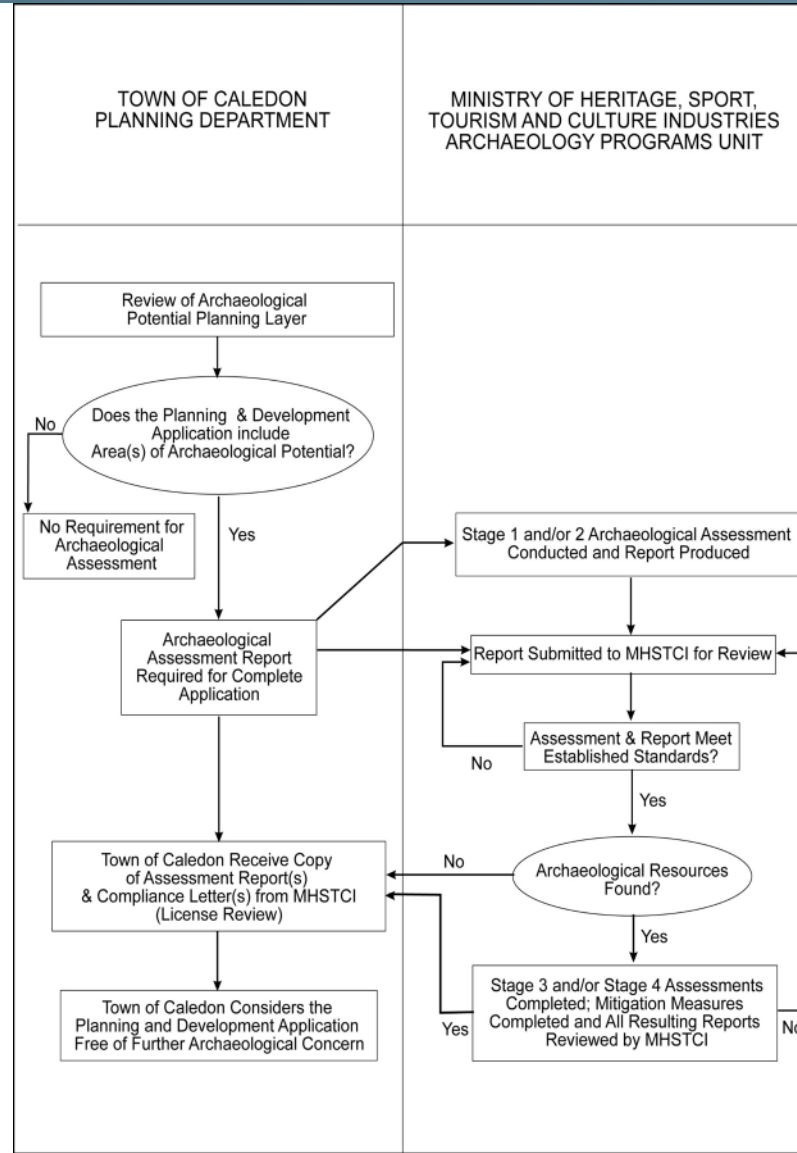 TOWN OF CALEDON
PLANNING DEPARTMENT
MINISTRY OF HERITAGE, SPORT,
TOURISM AND CULTURE INDUSTRIES
ARCHAEOLOGY PROGRAMS UNIT
Review of Archaeological
Potential Planning Layer
Does the Planning & Development
Application include
Area(s) of Archaeological Potential?
No
No Requirement for
Archaeological
Assessment
Yes
Stage 1 and/or 2 Archaeological Assessment
Conducted and Report Produced
Archaeological
Assessment Report
Required for Complete
Application
Report Submitted to MHSTCI for Review
Assessment & Report Meet
Established Standards?
No
Yes
Archaeological Resources
Found?
No
Yes
Town of Caledon Receive Copy
of Assessment Report(s)
& Compliance Letter(s) from MHSTCI
(License Review)
Stage 3 and/or Stage 4 Assessments
Completed; Mitigation Measures
Completed and All Resulting Reports
Reviewed by MHSTCI
Yes
No
Town of Caledon Considers the
Planning and Development Application
Free of Further Archaeological Concern